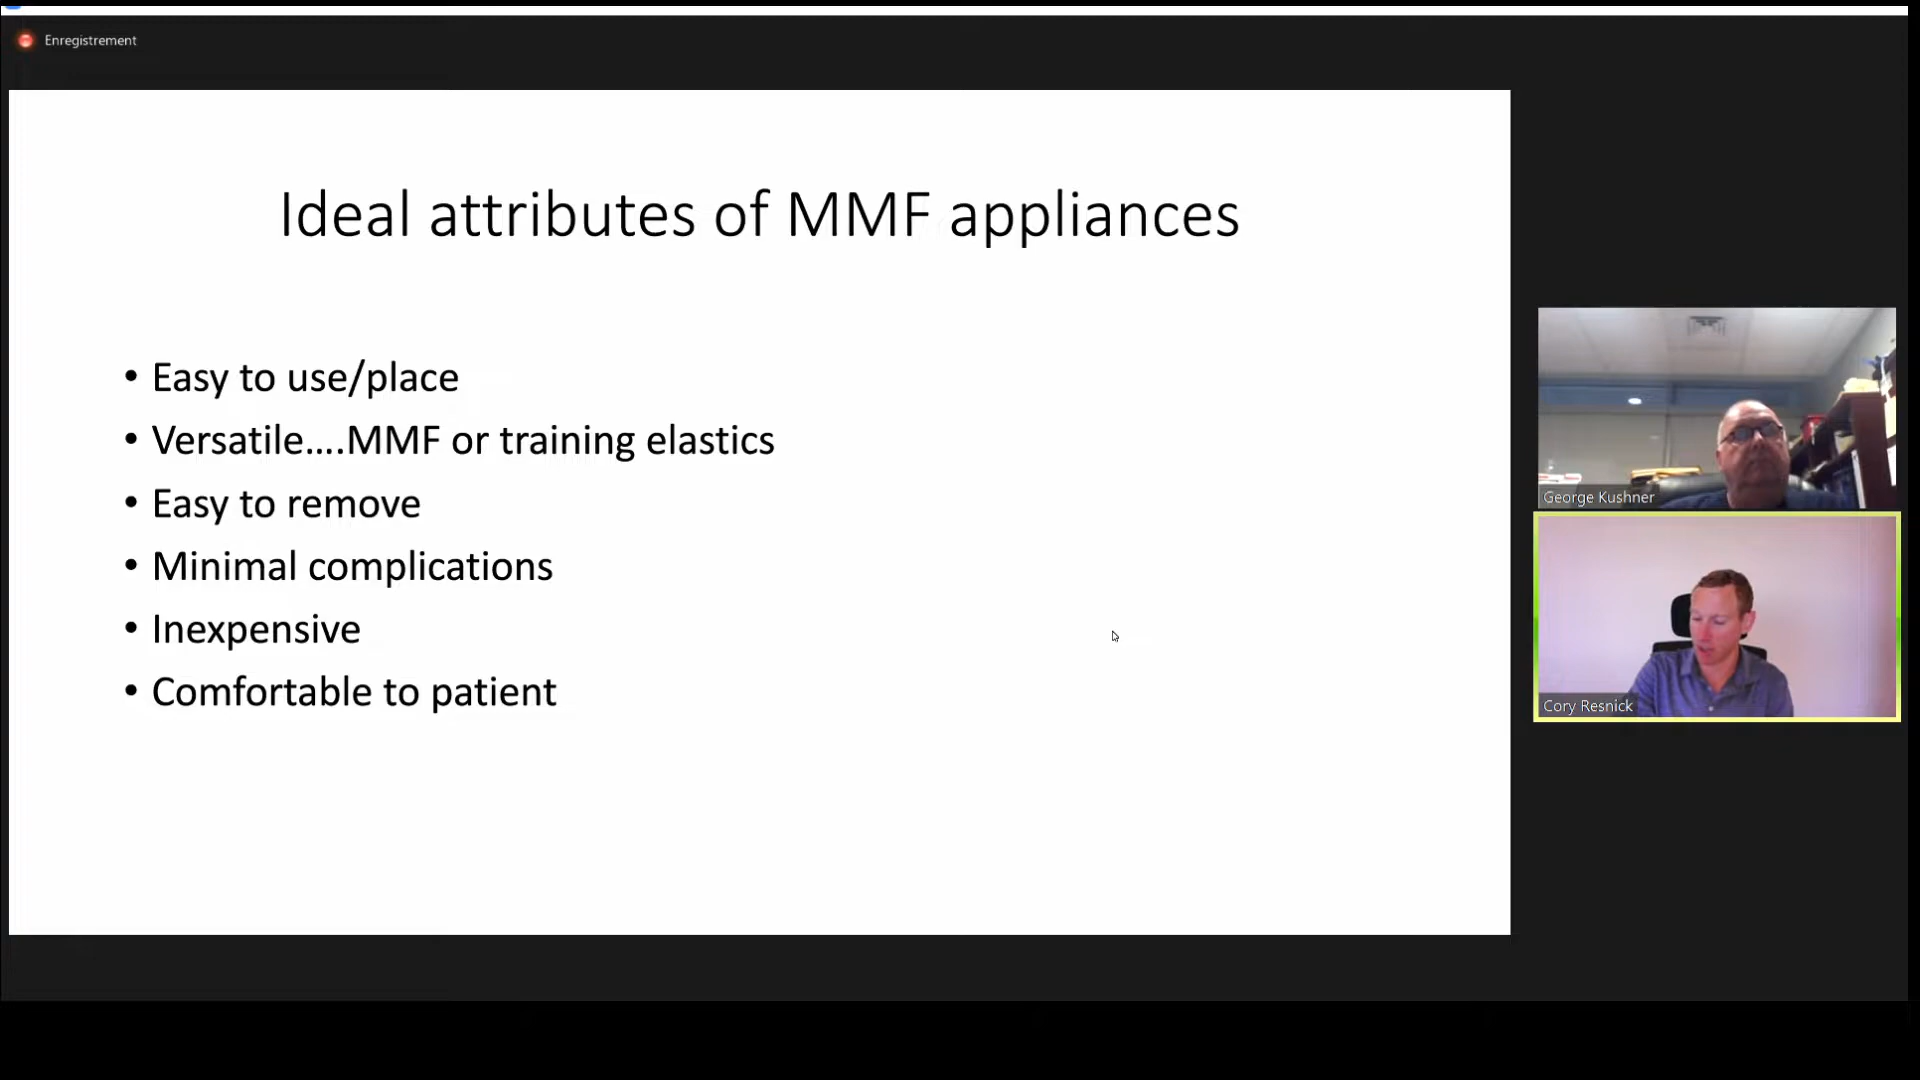 Enregistrement
Ideal attributes of MMF appliances
• Easy to use/place
• Versatile....MMF or training elastics
• Easy to remove
• Minimal complications
• Inexpensive
• Comfortable to patient
George Kushner
Cory Resnick